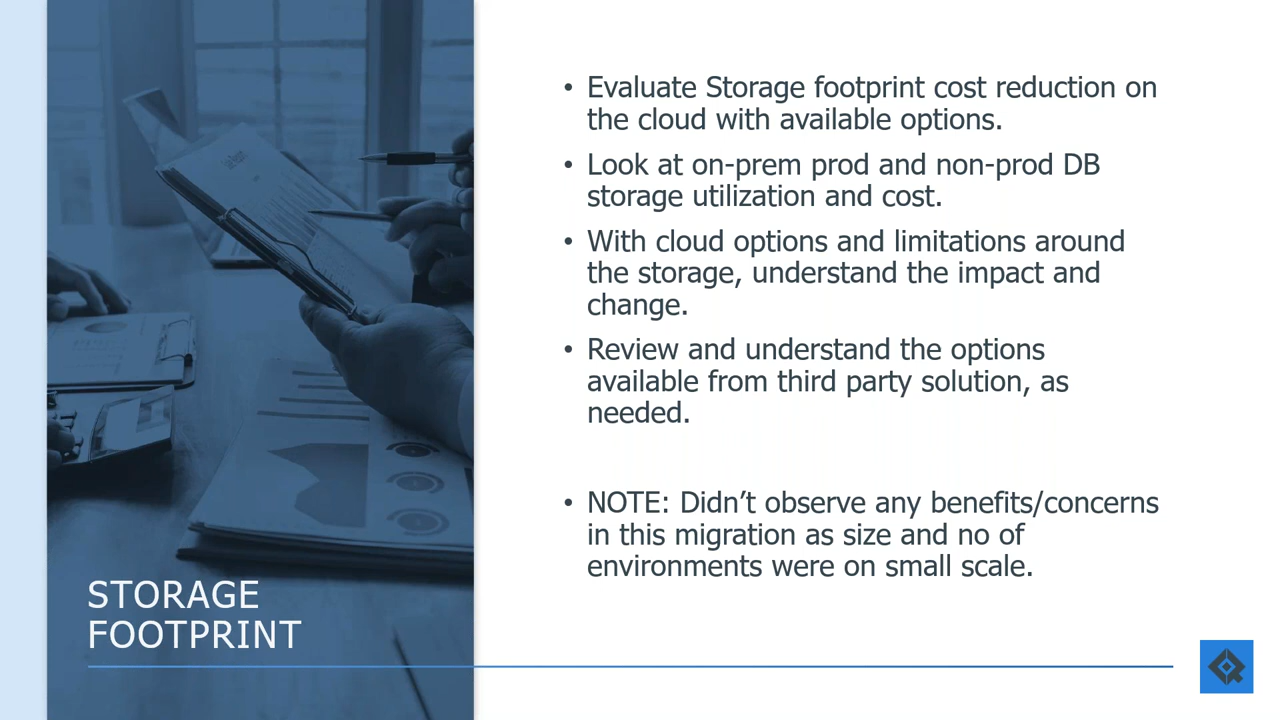 • Evaluate Storage footprint cost reduction on
the cloud with available options.
• Look at on-prem prod and non-prod DB
storage utilization and cost.
• With cloud options and limitations around
the storage, understand the impact and
change.
• Review and understand the options
available from third party solution, as
needed.
• NOTE: Didn’t observe any benefits/concerns
in this migration as size and no of
environments were on small scale.
STORAGE
FOOTPRINT